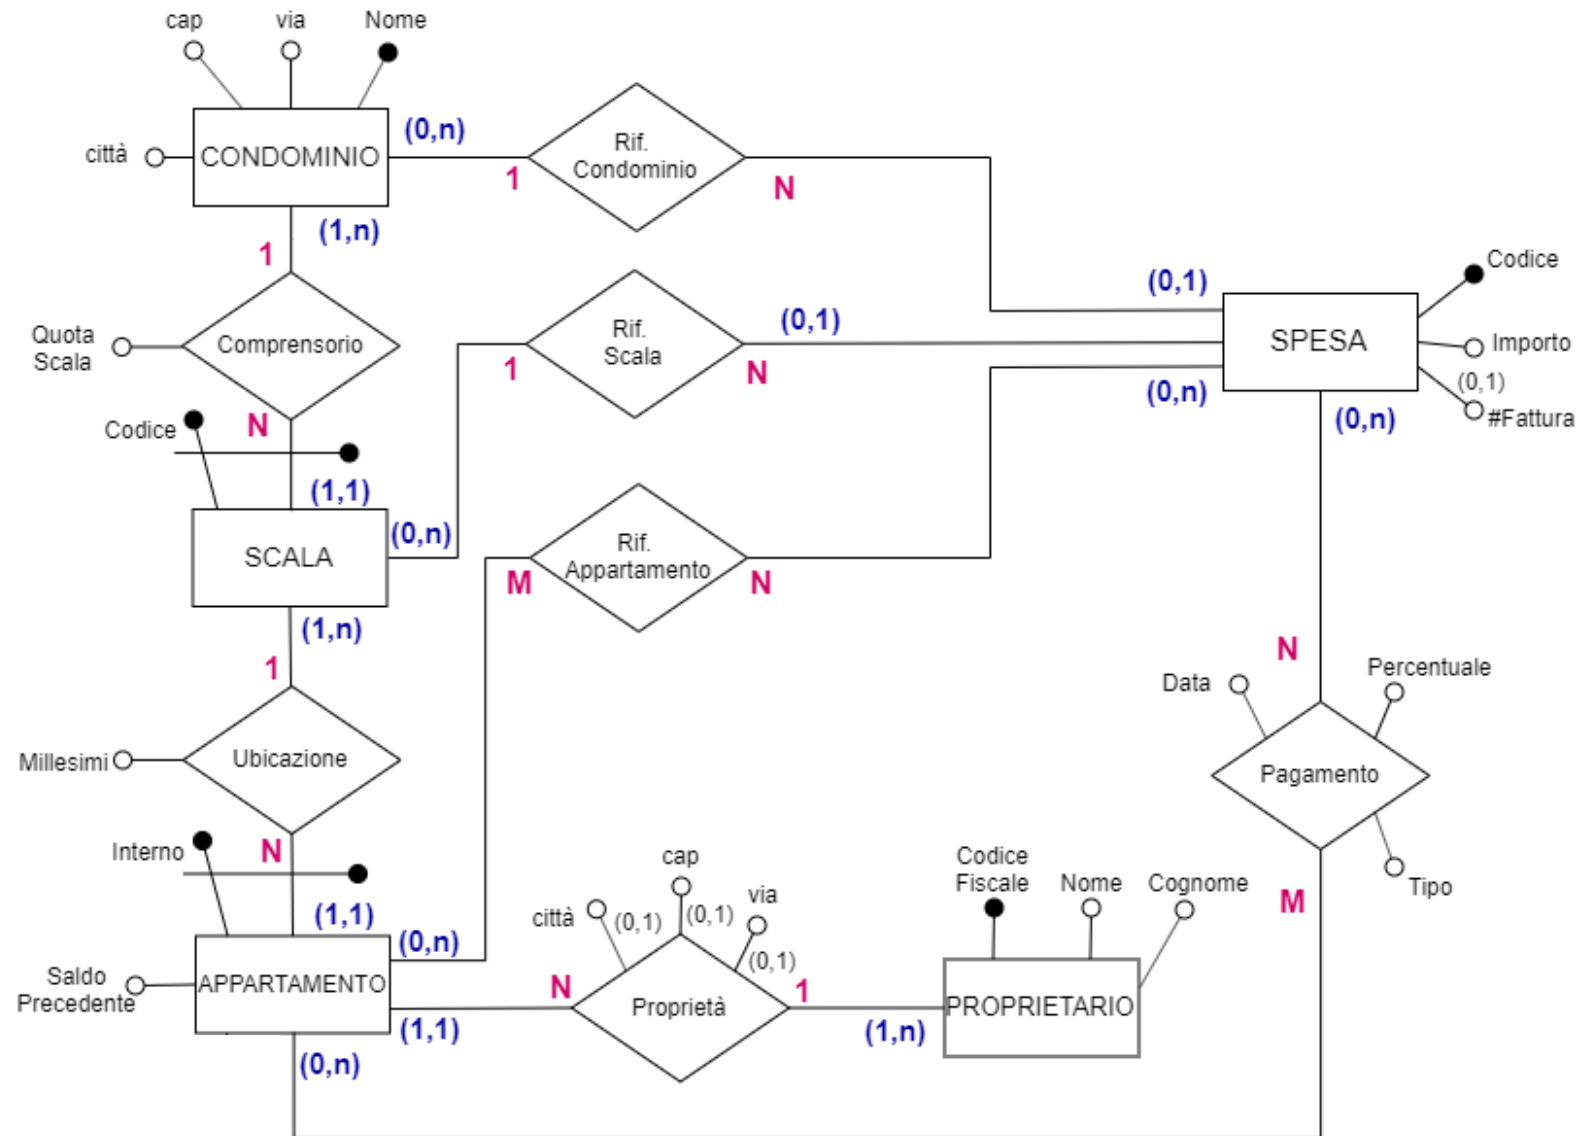 cap
via
Nome
città
CONDOMINIO
(0,n)
1
Rif.
Condominio
N
(1,n)
1
Quota
Scala
Comprensorio
N
Codice
(1,1)
SCALA
(0,n)
1
Rif.
Scala
N
(0,1)
(0,1)
(0,n)
SPESA
Codice
Importo
(0,1)
#Fattura
(0,n)
M
Rif.
Appartamento
N
(1,n)
1
Millesimi
Ubicazione
N
Interno
(1,1)
(0,n)
Saldo
Precedente
APPARTAMENTO
(1,1)
(0,n)
N
città
(0,1)
cap
(0,1)
via
(0,1)
Proprietà
1
(1,n)
Codice
Fiscale
Nome
Cognome
PROPRIETARIO
N
Data
Percentuale
Pagamento
Tipo
M